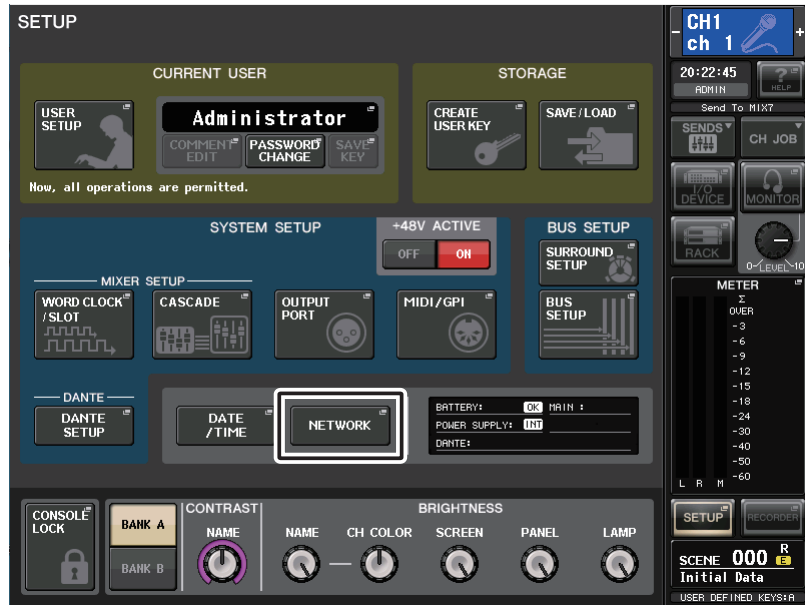 SETUP
CURRENT USER
USER
SETUP
Administrator
COMMENT
EDIT
PASSWORD
CHANGE
SAVE
KEY
Now, all operations are permitted.
STORAGE
CREATE
USER KEY
SAVE/LOAD
SYSTEM SETUP
+48V ACTIVE
OFF
ON
MIXER SETUP
WORD CLOCK
/SLOT
CASCADE
OUTPUT
PORT
MIDI/GPI
BUS SETUP
SURROUND
SETUP
BUS
SETUP
DANTE
DANTE
SETUP
DATE
/TIME
NETWORK
BATTERY: OK MAIN :
POWER SUPPLY: INT
DANTE:
CONSOLE
LOCK
BANK A
BANK B
CONTRAST
NAME
BRIGHTNESS
NAME
CH COLOR
SCREEN
PANEL
LAMP
- CH1 +
ch 1
20:22:45
ADMIN
?
HELP
Send To MIX7
SENDS
CH JOB
I/O
DEVICE
MONITOR
RACK
0-LEVEL-10
METER
Σ
OVER
-3
-6
-9
-12
-15
-18
-24
-30
-40
-50
-60
L R M
SETUP
RECORDER
SCENE 000 R
E
Initial Data
USER DEFINED KEYS:A